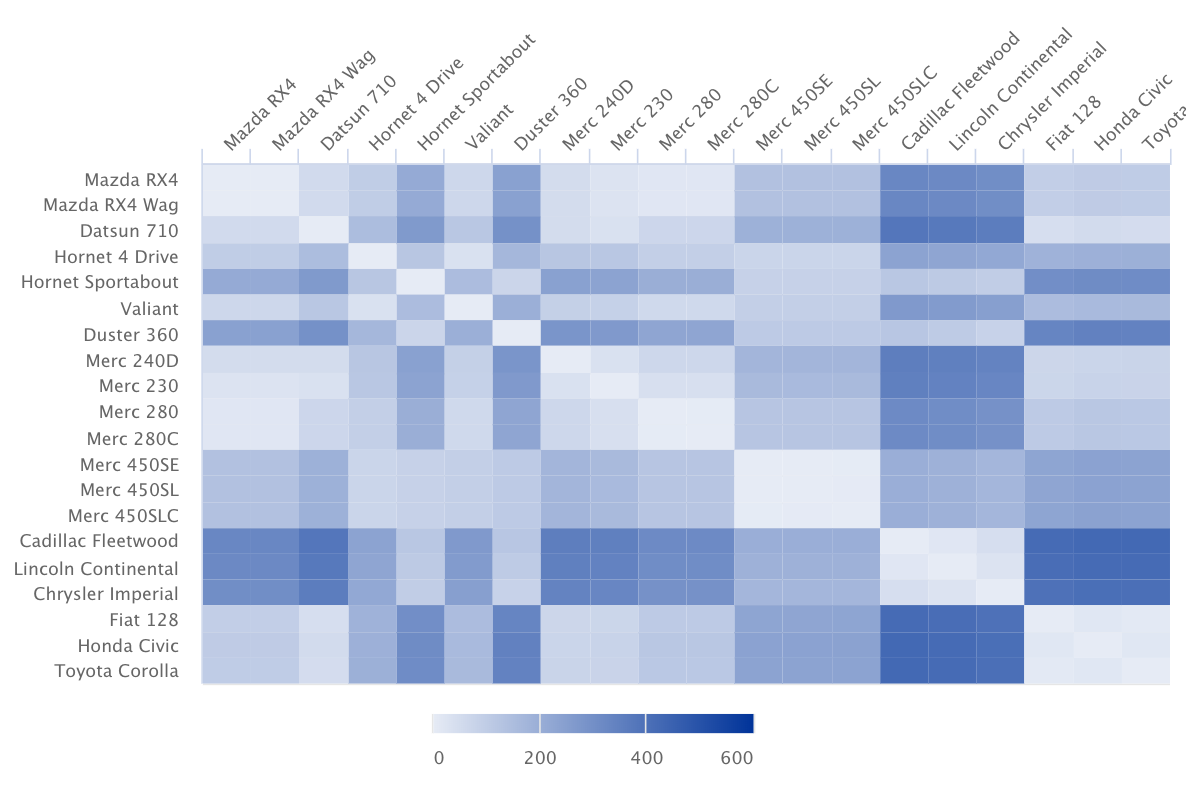 Mazda RX4
Mazda RX4 Wag
Datsun 710
Hornet 4 Drive
Hornet Sportabout
Valiant
Duster 360
Merc 240D
Merc 230
Merc 280
Merc 280C
Merc 450SE
Merc 450SL
Merc 450SLC
Cadillac Fleetwood
Lincoln Continental
Chrysler Imperial
Fiat 128
Honda Civic
Toyota
Mazda RX4
Mazda RX4 Wag
Datsun 710
Hornet 4 Drive
Hornet Sportabout
Valiant
Duster 360
Merc 240D
Merc 230
Merc 280
Merc 280C
Merc 450SE
Merc 450SL
Merc 450SLC
Cadillac Fleetwood
Lincoln Continental
Chrysler Imperial
Fiat 128
Honda Civic
Toyota Corolla
0 200 400 600